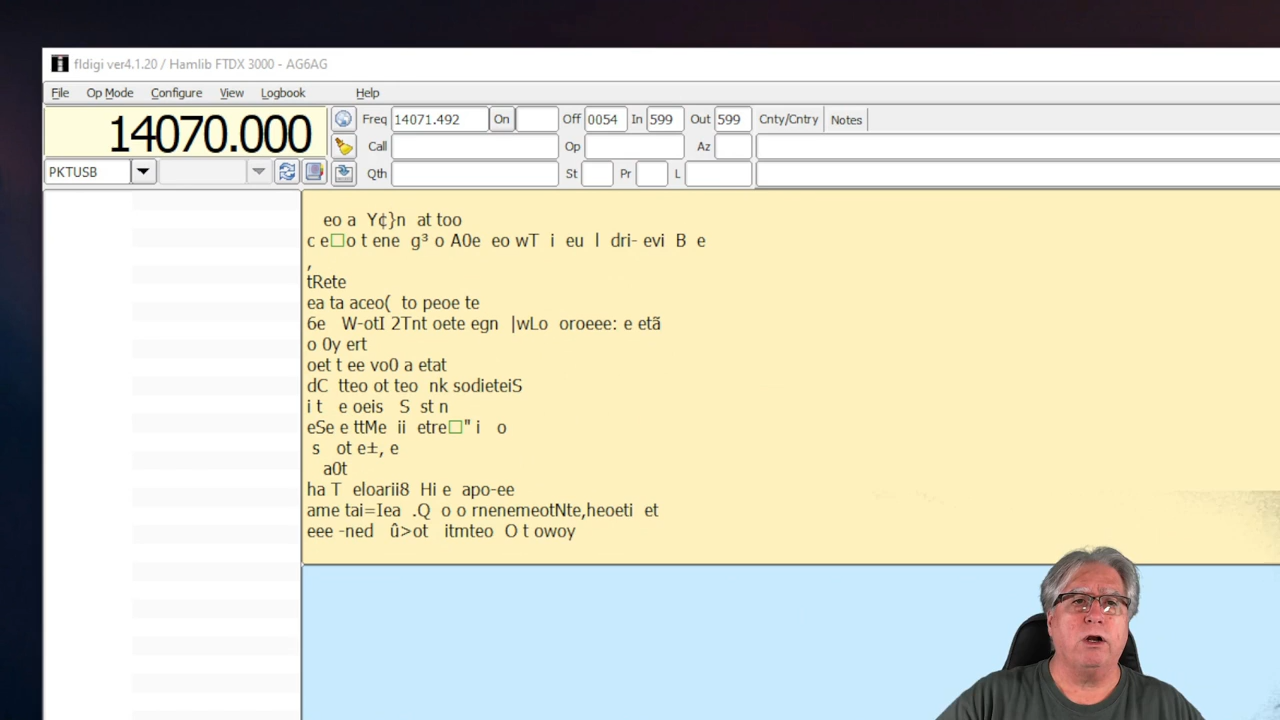 fldigi ver4.1.20 / Hamlib FTDX 3000 - AG6AG
File Op Mode Configure View Logbook Help
14070.000 Freq 14071.492 On Off 0054 In 599 Out 599 Cnty/Cntry Notes
Call Op Az
PKTUSB Qth St Pr L
eo a Y¢}n at too
c e□o t ene g³ o A0e eo wT i eu l dri- evi B e
,
tRete
ea ta aceo( to peoe te
6e W-otI 2Tnt oete egn |wLo oroeee: e etã
o 0y ert
oet t ee vo0 a etat
dC tteo ot teo nk sodieteiS
i t e oeis S st n
eSe e ttMe ii etre□" i o
s ot e±, e
a0t
ha T eloarii8 Hi e apo-ee
ame tai=Iea .Q o o rnenemeotNte,heoeti et
eee -ned û>ot itmteo O t owoy